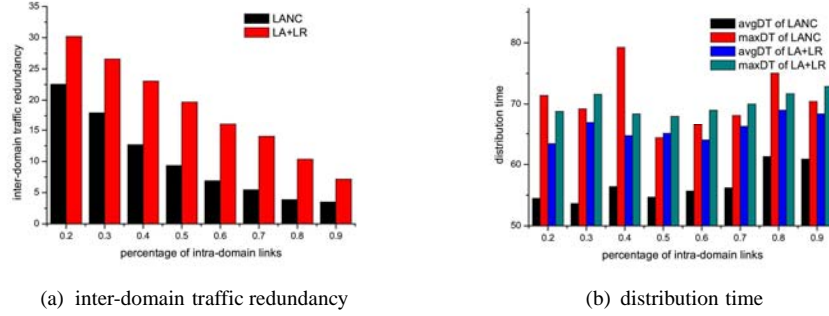 LANC
LA+LR
inter-domain traffic redundancy
35
30
25
20
15
10
5
0
0.2 0.3 0.4 0.5 0.6 0.7 0.8 0.9
percentage of intra-domain links
(a) inter-domain traffic redundancy
avgDT of LANC
maxDT of LANC
avgDT of LA+LR
maxDT of LA+LR
distribution time
80
70
60
50
0.2 0.3 0.4 0.5 0.6 0.7 0.8 0.9
percentage of intra-domain links
(b) distribution time